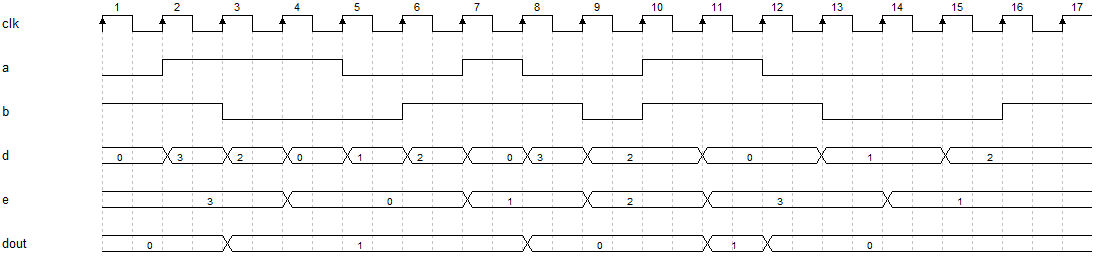 1 2 3 4 5 6 7 8 9 10 11 12 13 14 15 16 17
clk
a
b
d 0 3 2 0 1 2 0 3 2 0 1 2
e 3 0 1 2 3 1
dout 0 1 0 1 0